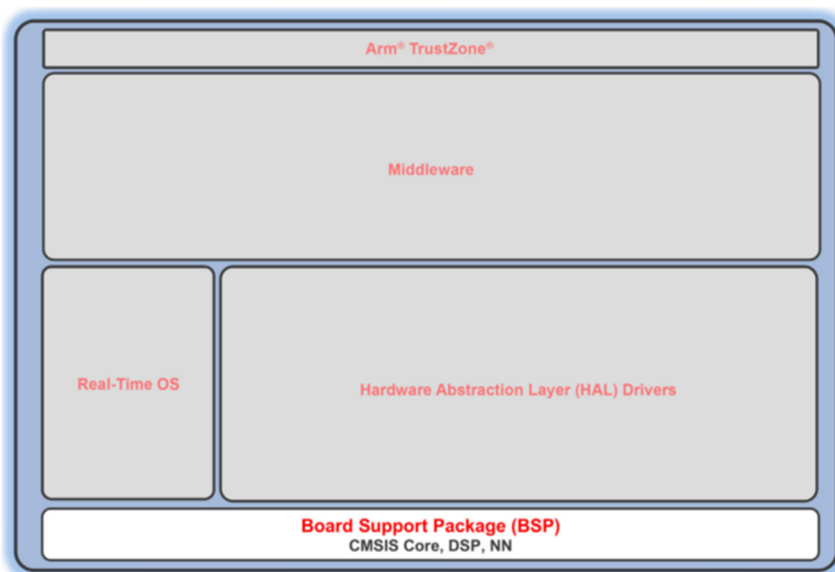 Arm® TrustZone®
Middleware
Real-Time OS
Hardware Abstraction Layer (HAL) Drivers
Board Support Package (BSP)
CMSIS Core, DSP, NN